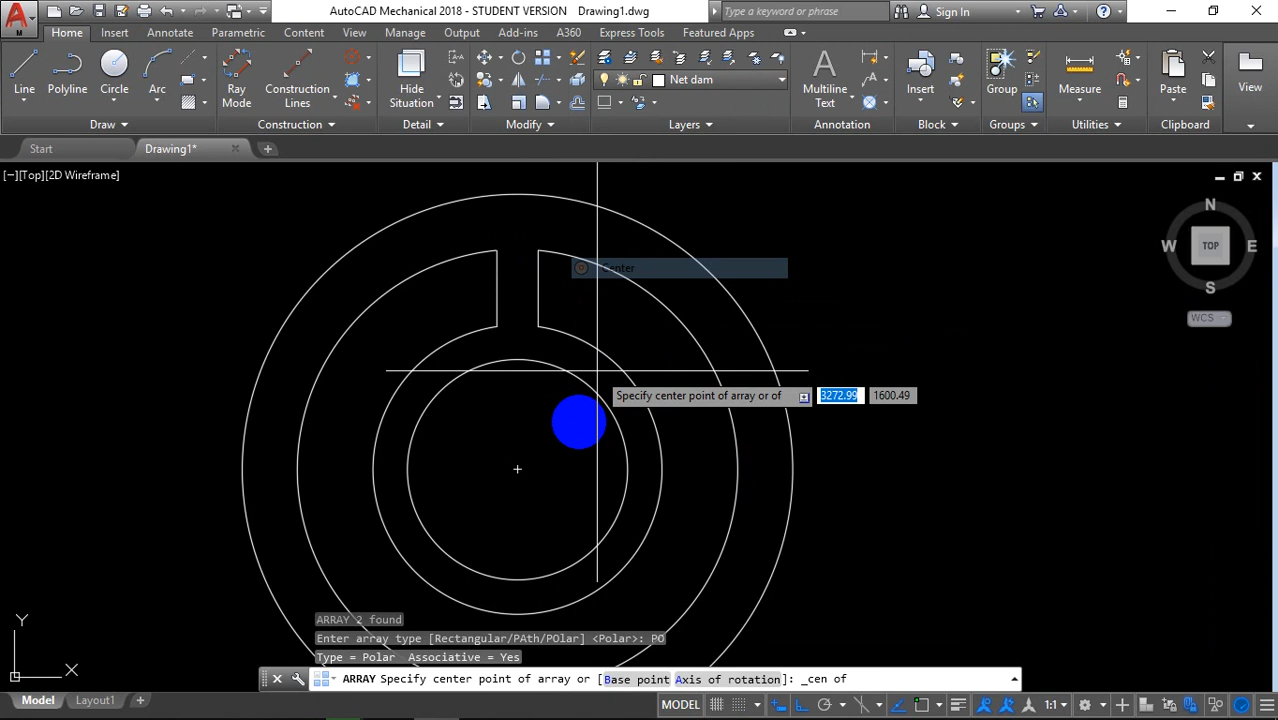 AutoCAD Mechanical 2018 - STUDENT VERSION Drawing1.dwg
Type a keyword or phrase
Sign In
Home Insert Annotate Parametric Content View Manage Output Add-ins A360 Express Tools Featured Apps
Line Polyline Circle Arc Ray Mode Construction Lines Hide Situation Net dam Multiline Text Insert Group Measure Paste View
Draw Construction Detail Modify Layers Annotation Block Groups Utilities Clipboard
Start Drawing1*
[−][Top][2D Wireframe]
N
W TOP E
S
WCS
Center
Specify center point of array or of 3272.99 1600.49
ARRAY 2 found
Enter array type [Rectangular/PAth/POlar] <Polar>: PO
Type = Polar Associative = Yes
ARRAY Specify center point of array or [Base point Axis of rotation]: _cen of
Y
X
Model Layout1 MODEL 1:1